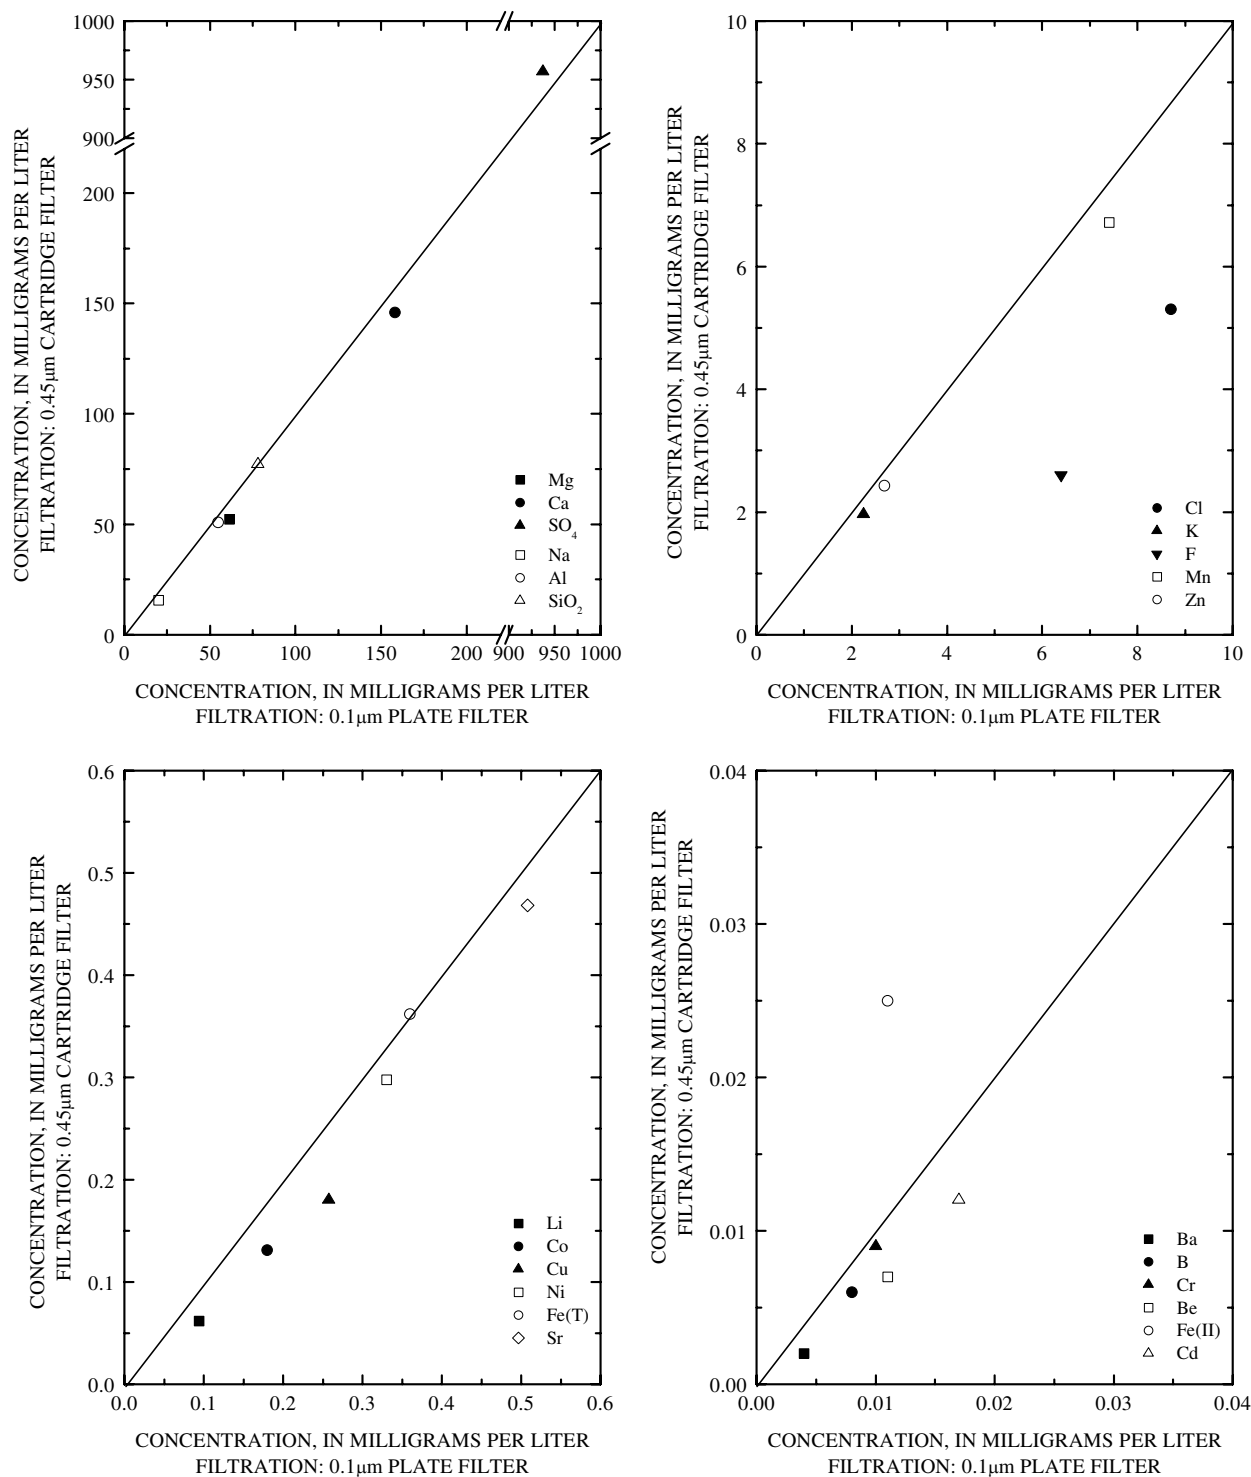 1000
950
900
200
150
100
50
0
0 50 100 150 200 900 950 1000
CONCENTRATION, IN MILLIGRAMS PER LITER
FILTRATION: 0.45µm CARTRIDGE FILTER
Mg
Ca
SO4
Na
Al
SiO2
CONCENTRATION, IN MILLIGRAMS PER LITER
FILTRATION: 0.1µm PLATE FILTER
10
8
6
4
2
0
0 2 4 6 8 10
CONCENTRATION, IN MILLIGRAMS PER LITER
FILTRATION: 0.45µm CARTRIDGE FILTER
Cl
K
F
Mn
Zn
CONCENTRATION, IN MILLIGRAMS PER LITER
FILTRATION: 0.1µm PLATE FILTER
0.6
0.5
0.4
0.3
0.2
0.1
0.0
0.0 0.1 0.2 0.3 0.4 0.5 0.6
CONCENTRATION, IN MILLIGRAMS PER LITER
FILTRATION: 0.45µm CARTRIDGE FILTER
Li
Co
Cu
Ni
Fe(T)
Sr
CONCENTRATION, IN MILLIGRAMS PER LITER
FILTRATION: 0.1µm PLATE FILTER
0.04
0.03
0.02
0.01
0.00
0.00 0.01 0.02 0.03 0.04
CONCENTRATION, IN MILLIGRAMS PER LITER
FILTRATION: 0.45µm CARTRIDGE FILTER
Ba
B
Cr
Be
Fe(II)
Cd
CONCENTRATION, IN MILLIGRAMS PER LITER
FILTRATION: 0.1µm PLATE FILTER